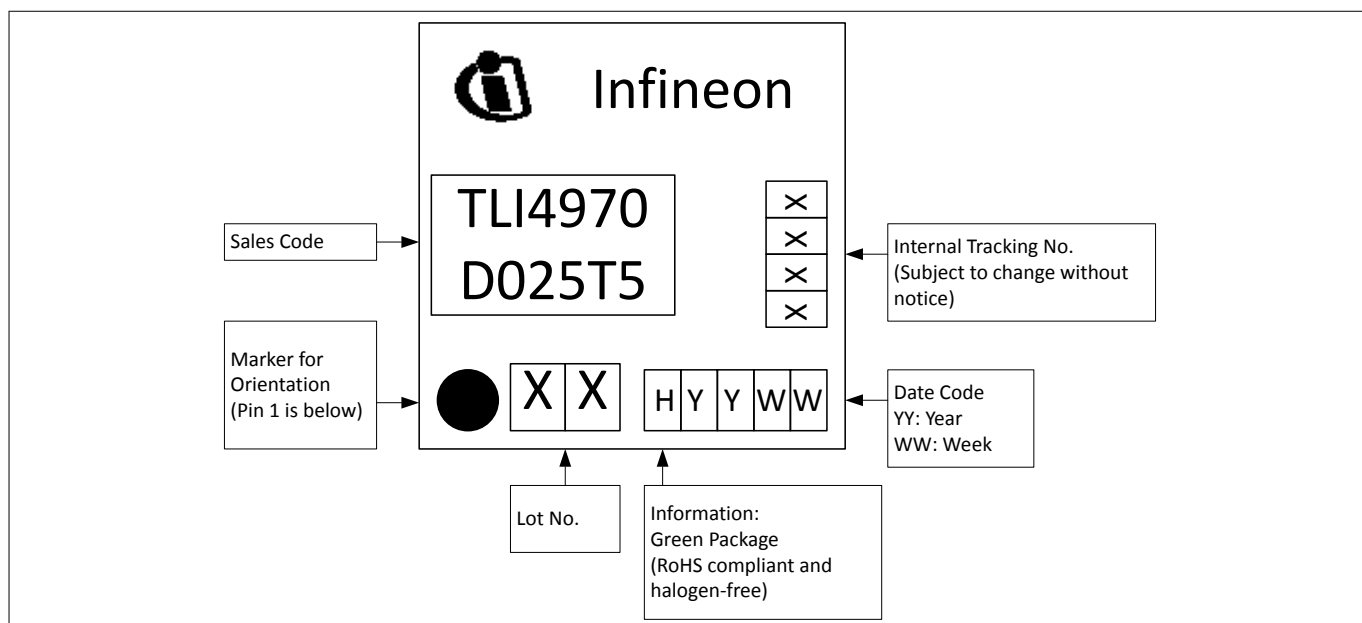 Infineon
TLI4970
D025T5
X
X
X
X
Sales Code
Internal Tracking No.
(Subject to change without
notice)
Marker for
Orientation
(Pin 1 is below)
X X
H Y Y W W
Date Code
YY: Year
WW: Week
Lot No.
Information:
Green Package
(RoHS compliant and
halogen-free)